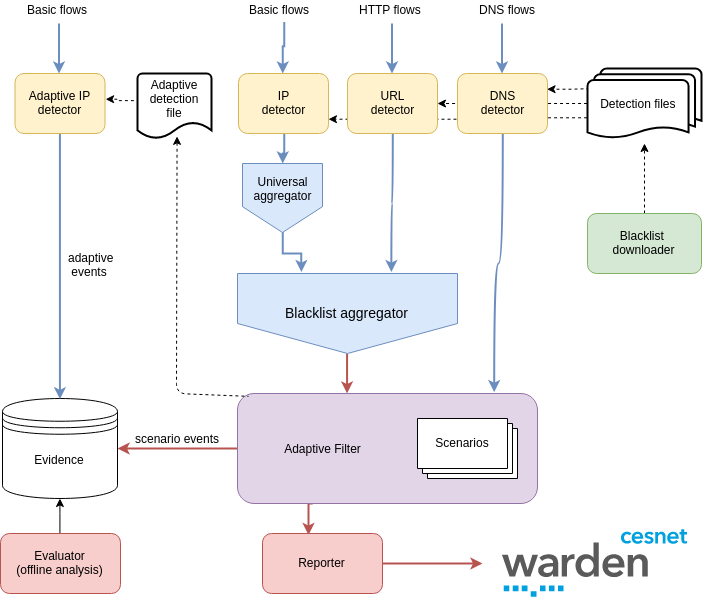 Basic flows
Basic flows
HTTP flows
DNS flows
Adaptive IP
detector
Adaptive
detection
file
IP
detector
URL
detector
DNS
detector
Detection files
Universal
aggregator
Blacklist
downloader
adaptive
events
Blacklist aggregator
scenario events
Adaptive Filter
Scenarios
Evidence
Evaluator
(offline analysis)
Reporter
cesnet
warden